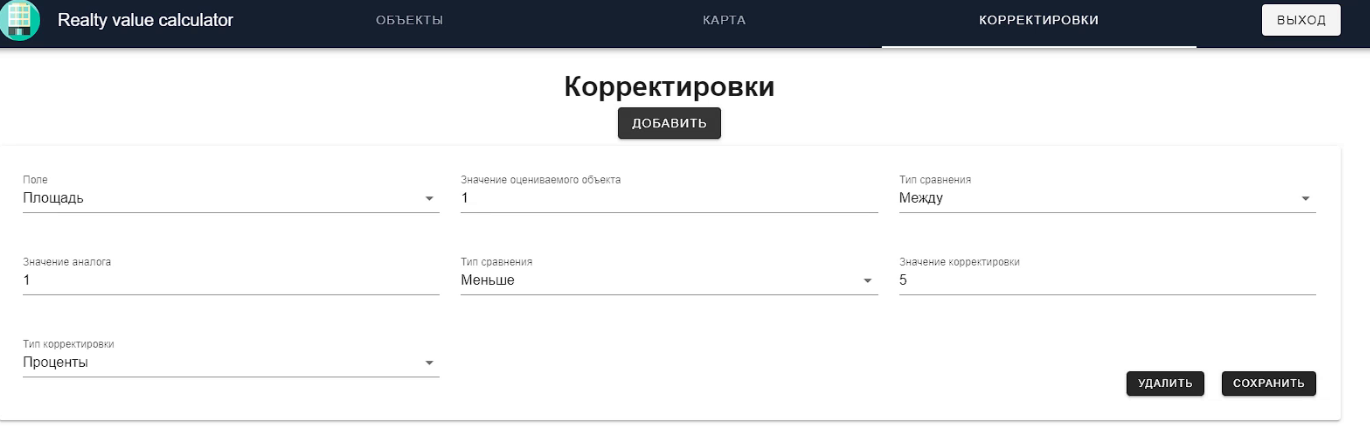 Realty value calculator
ОБЪЕКТЫ
КАРТА
КОРРЕКТИРОВКИ
ВЫХОД
Корректировки
ДОБАВИТЬ
Поле
Площадь
Значение оцениваемого объекта
1
Тип сравнения
Между
Значение аналога
1
Тип сравнения
Меньше
Значение корректировки
5
Тип корректировки
Проценты
УДАЛИТЬ
СОХРАНИТЬ